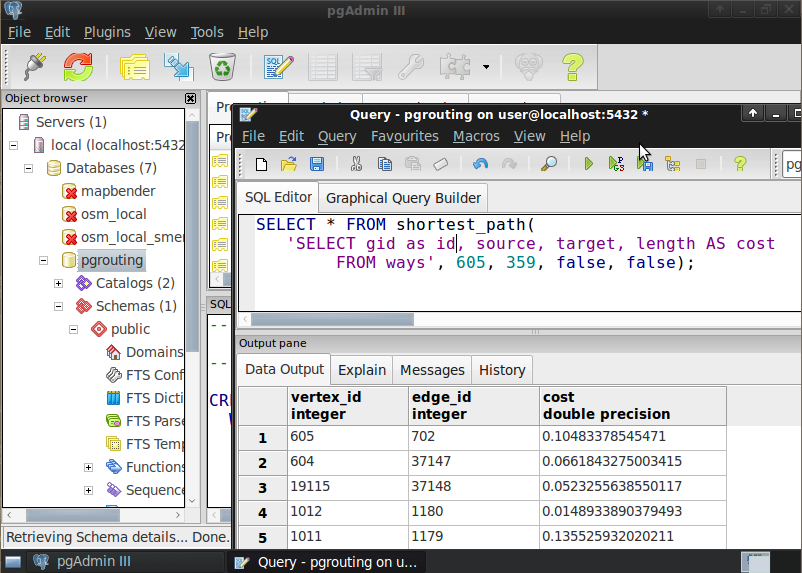 pgAdmin III
File Edit Plugins View Tools Help
SQL
Object browser
Servers (1)
local (localhost:5432
Databases (7)
mapbender
osm_local
osm_local_smer
pgrouting
Catalogs (2)
Schemas (1)
public
Domains
FTS Conf
FTS Dicti
FTS Parse
FTS Temp
Functions
Sequence
Retrieving Schema details... Done.
SQL
--
--
CRE
Query - pgrouting on user@localhost:5432 *
File Edit Query Favourites Macros View Help
pg
SQL Editor Graphical Query Builder
SELECT * FROM shortest_path(
'SELECT gid as id, source, target, length AS cost
FROM ways', 605, 359, false, false);
Output pane
Data Output Explain Messages History
vertex_id edge_id cost
integer integer double precision
1 605 702 0.10483378545471
2 604 37147 0.0661843275003415
3 19115 37148 0.0523255638550117
4 1012 1180 0.0148933890379493
5 1011 1179 0.135525932020211
pgAdmin III Query - pgrouting on u...